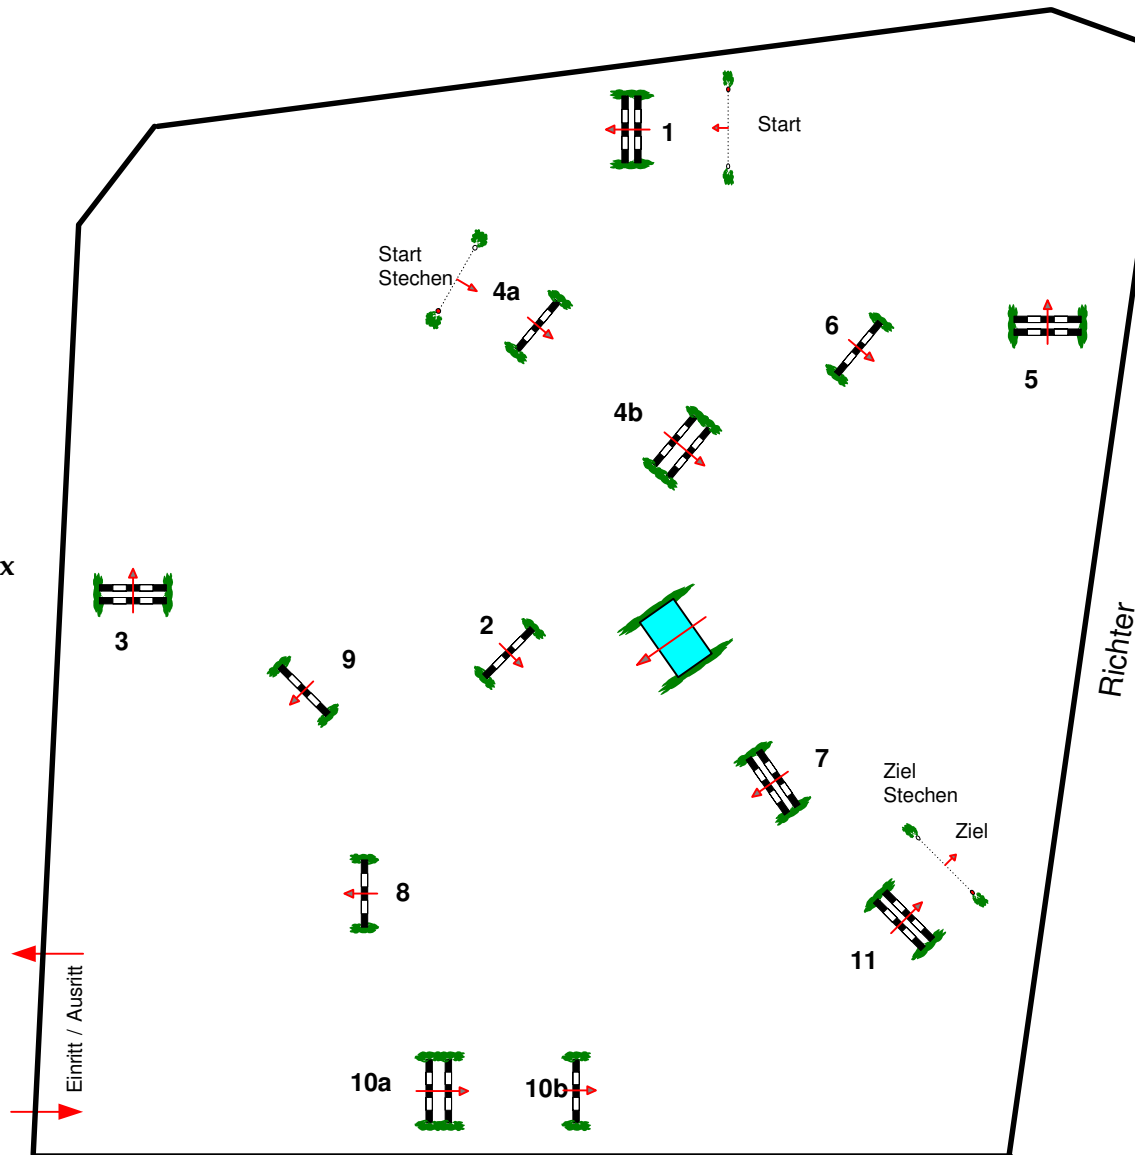 1
Start
Start
Stechen
4a
6
5
4b
x
3
2
9
Richter
7
Ziel
Stechen
Ziel
8
11
Einritt / Ausritt
10a
10b